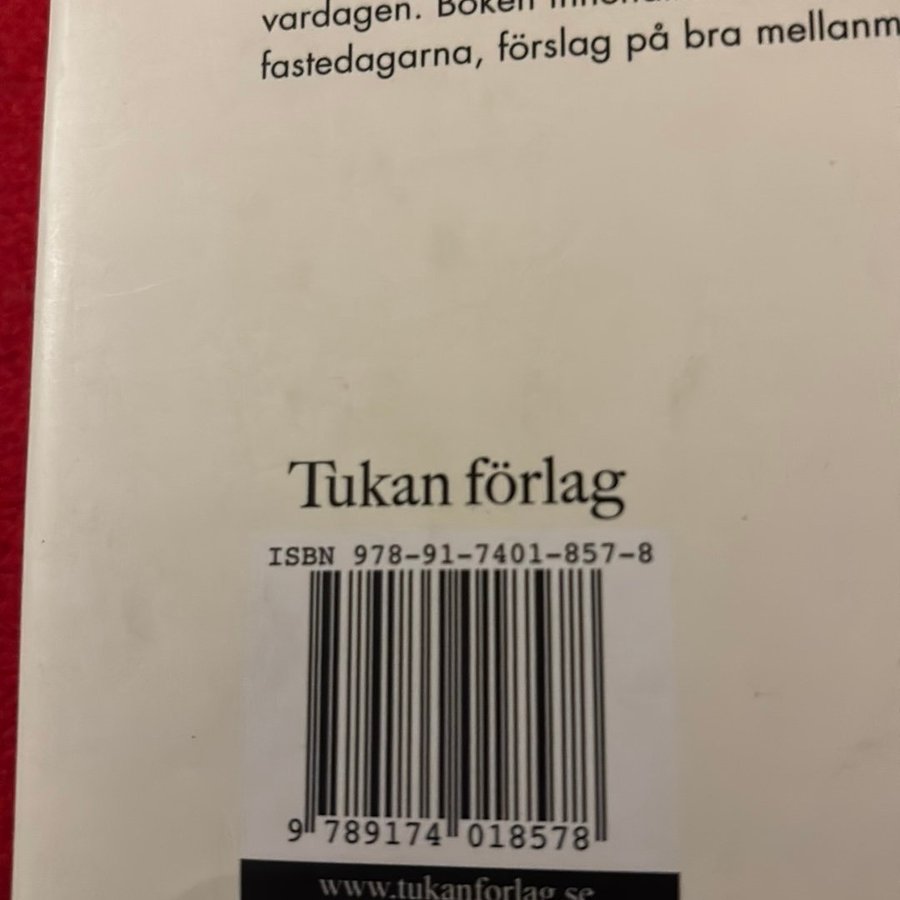 vardagen. Boken
fastedagarna, förslag på bra mellanm
Tukan förlag
ISBN 978-91-7401-857-8
9 789174 018578
www.tukanforlag.se